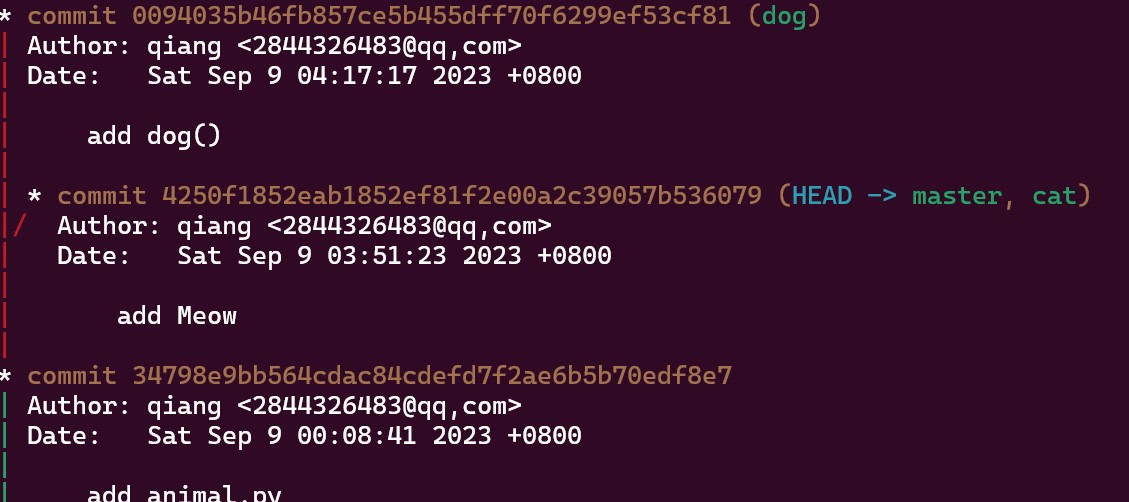 * commit 0094035b46fb857ce5b455dff70f6299ef53cf81 (dog)
| Author: qiang <2844326483@qq,com>
| Date:   Sat Sep 9 04:17:17 2023 +0800
|
|     add dog()
|
| * commit 4250f1852eab1852ef81f2e00a2c39057b536079 (HEAD -> master, cat)
|/  Author: qiang <2844326483@qq,com>
|   Date:   Sat Sep 9 03:51:23 2023 +0800
|
|       add Meow
|
* commit 34798e9bb564cdac84cdefd7f2ae6b5b70edf8e7
| Author: qiang <2844326483@qq,com>
| Date:   Sat Sep 9 00:08:41 2023 +0800
|
|     add animal.py